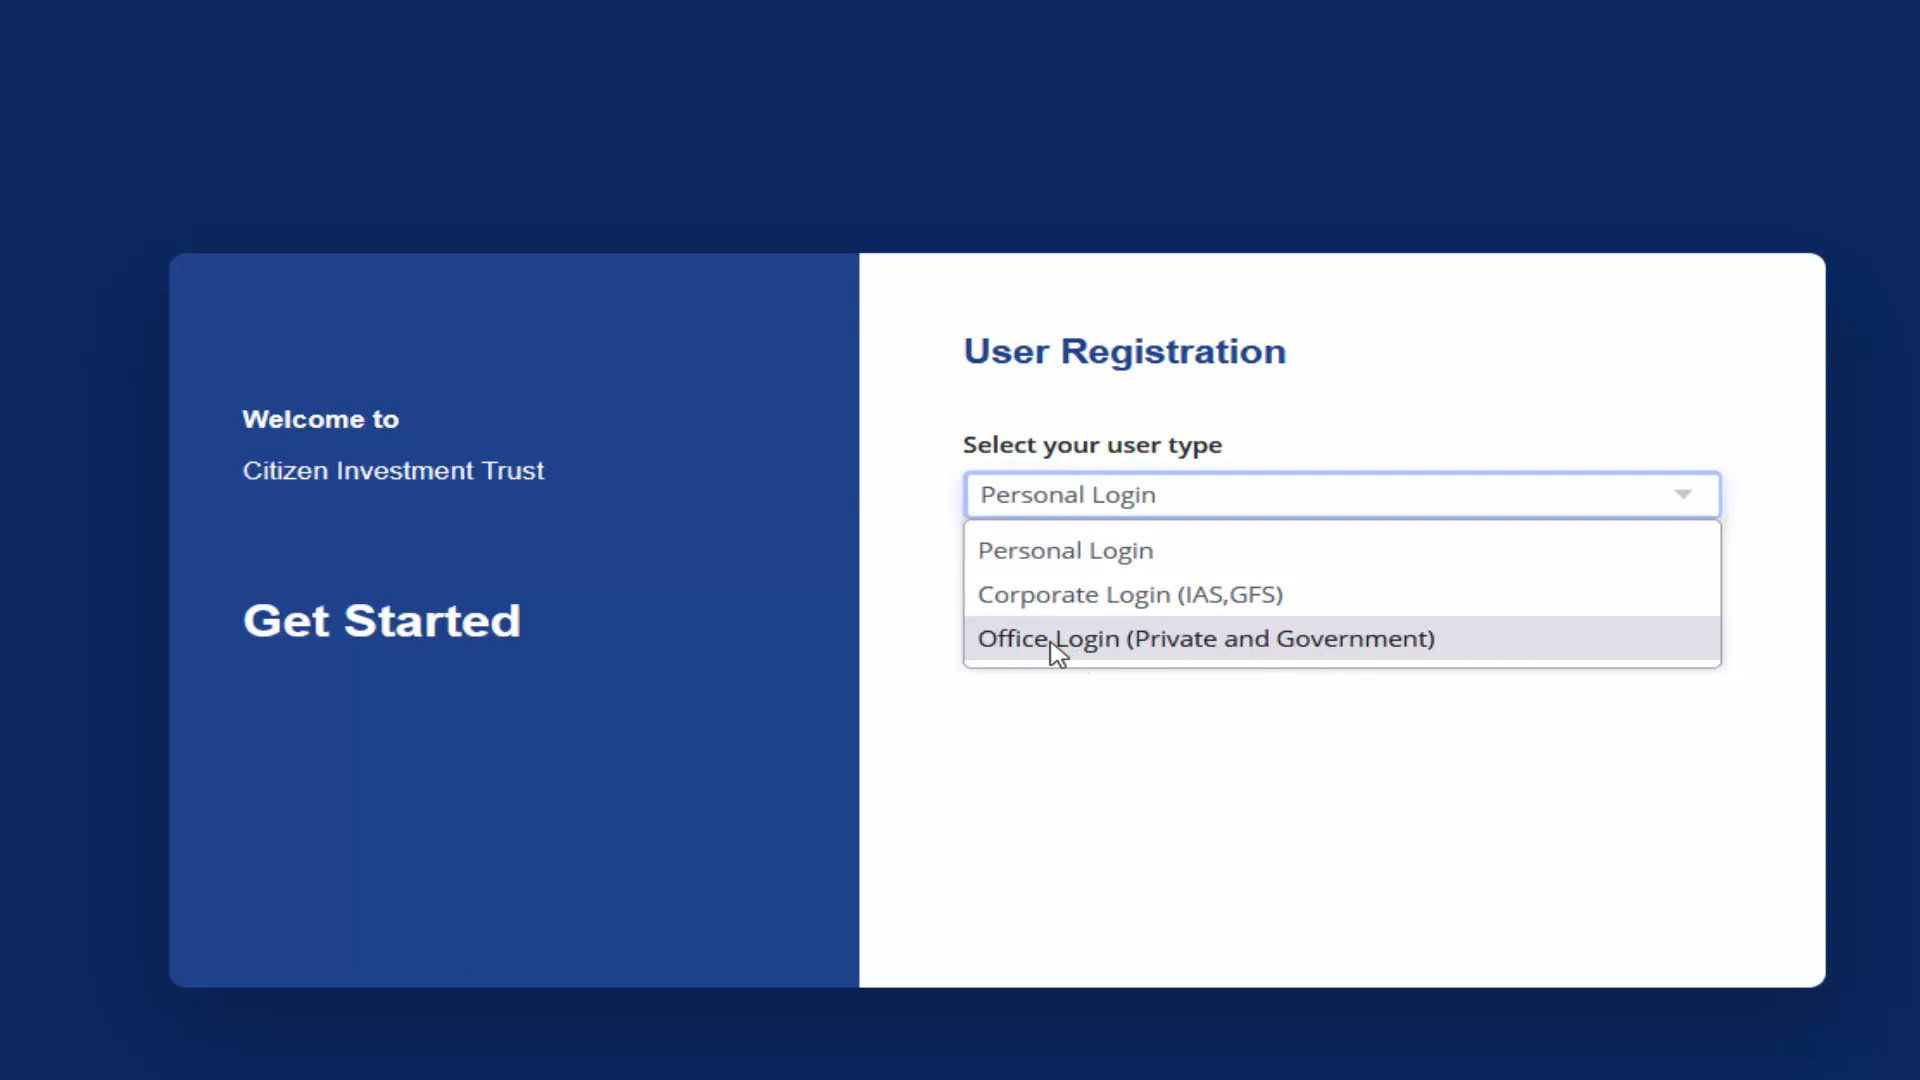 Welcome to
Citizen Investment Trust
Get Started
User Registration
Select your user type
Personal Login
Personal Login
Corporate Login (IAS,GFS)
Office Login (Private and Government)